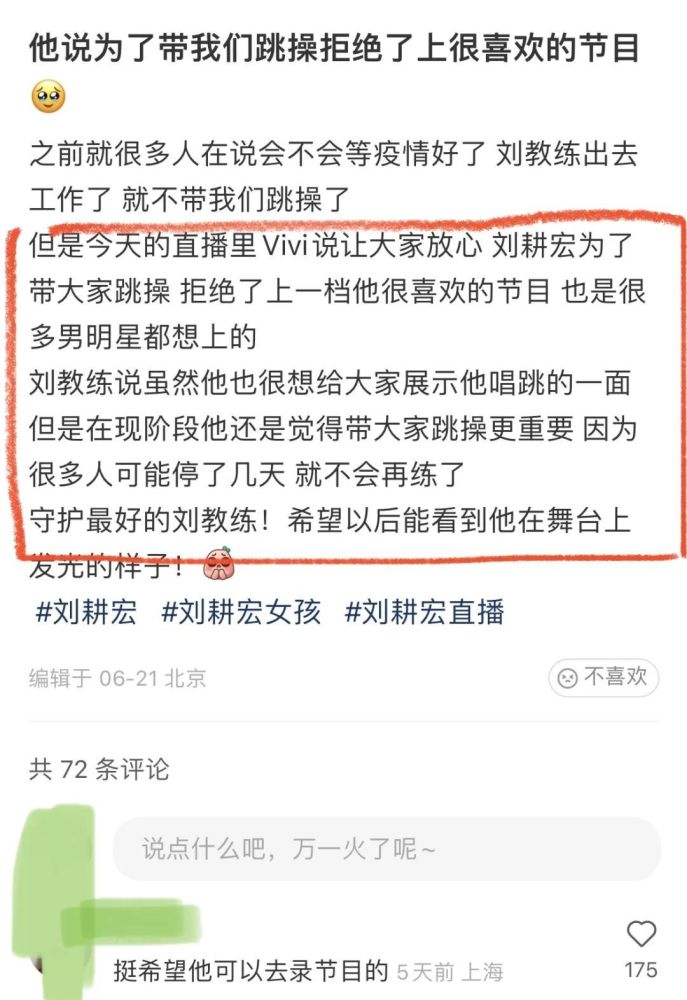 他说为了带我们跳操拒绝了上很喜欢的节目
🥹
之前就很多人在说会不会等疫情好了 刘教练出去
工作了 就不带我们跳操了
但是今天的直播里Vivi说让大家放心 刘耕宏为了
带大家跳操 拒绝了上一档他很喜欢的节目 也是很
多男明星都想上的
刘教练说虽然他也很想给大家展示他唱跳的一面
但是在现阶段他还是觉得带大家跳操更重要 因为
很多人可能停了几天 就不会再练了
守护最好的刘教练！希望以后能看到他在舞台上
发光的样子！
#刘耕宏 #刘耕宏女孩 #刘耕宏直播
编辑于 06-21 北京
不喜欢
共 72 条评论
说点什么吧，万一火了呢~
挺希望他可以去录节目的 5天前 上海
175